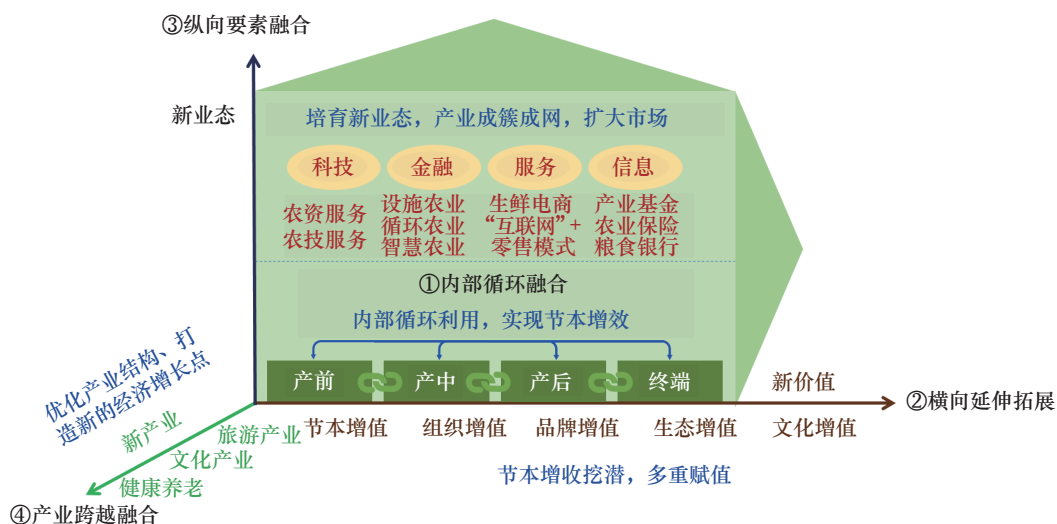 ③纵向要素融合
新业态
培育新业态，产业成簇成网，扩大市场
科技
金融
服务
信息
农资服务
农技服务
设施农业
循环农业
智慧农业
生鲜电商
“互联网”+
零售模式
产业基金
农业保险
粮食银行
①内部循环融合
内部循环利用，实现节本增效
产前
产中
产后
终端
新价值
②横向延伸拓展
节本增值
组织增值
品牌增值
生态增值
文化增值
节本增收挖潜，多重赋值
优化产业结构、打
造新的经济增长点
新产业
旅游产业
文化产业
健康养老
④产业跨越融合